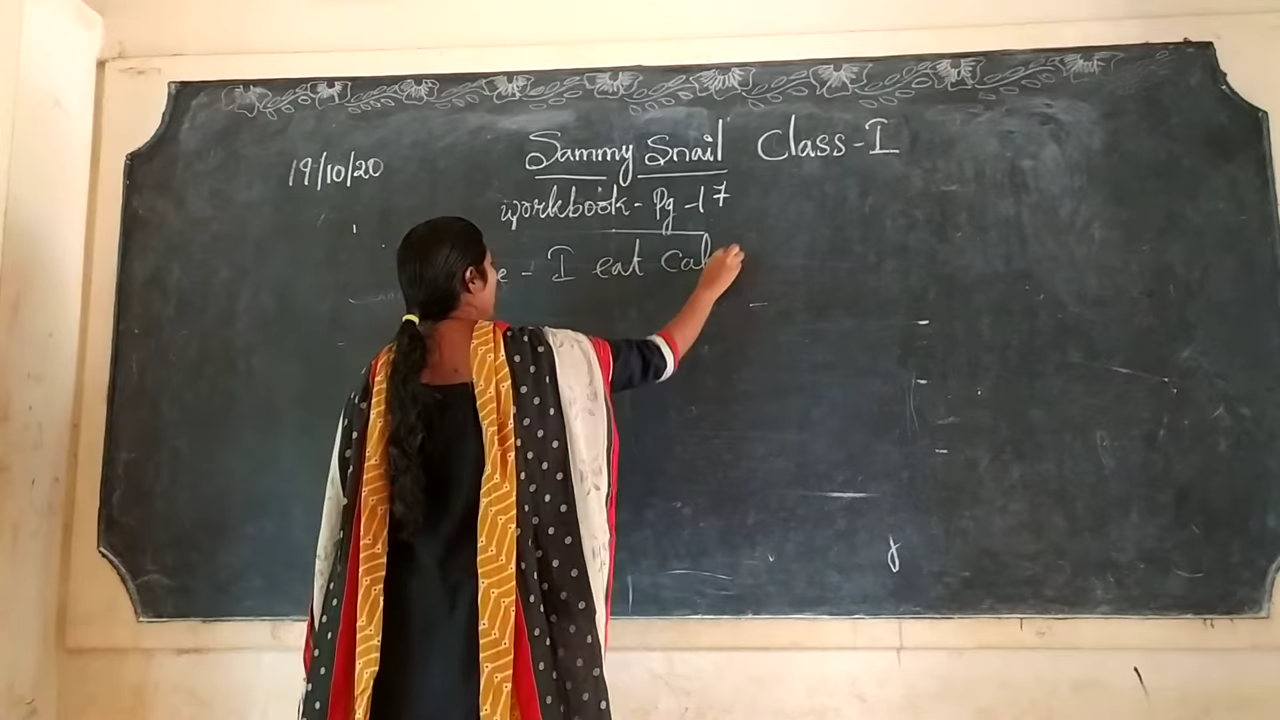 19/10/20
Sammy Snail Class-I
workbook - Pg - 17
e - I eat